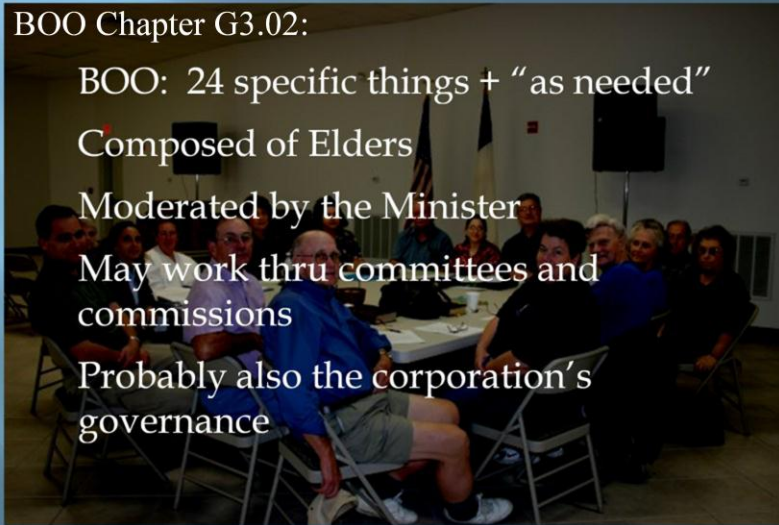 BOO Chapter G3.02:
BOO: 24 specific things + “as needed”
Composed of Elders
Moderated by the Minister
May work thru committees and
commissions
Probably also the corporation’s
governance